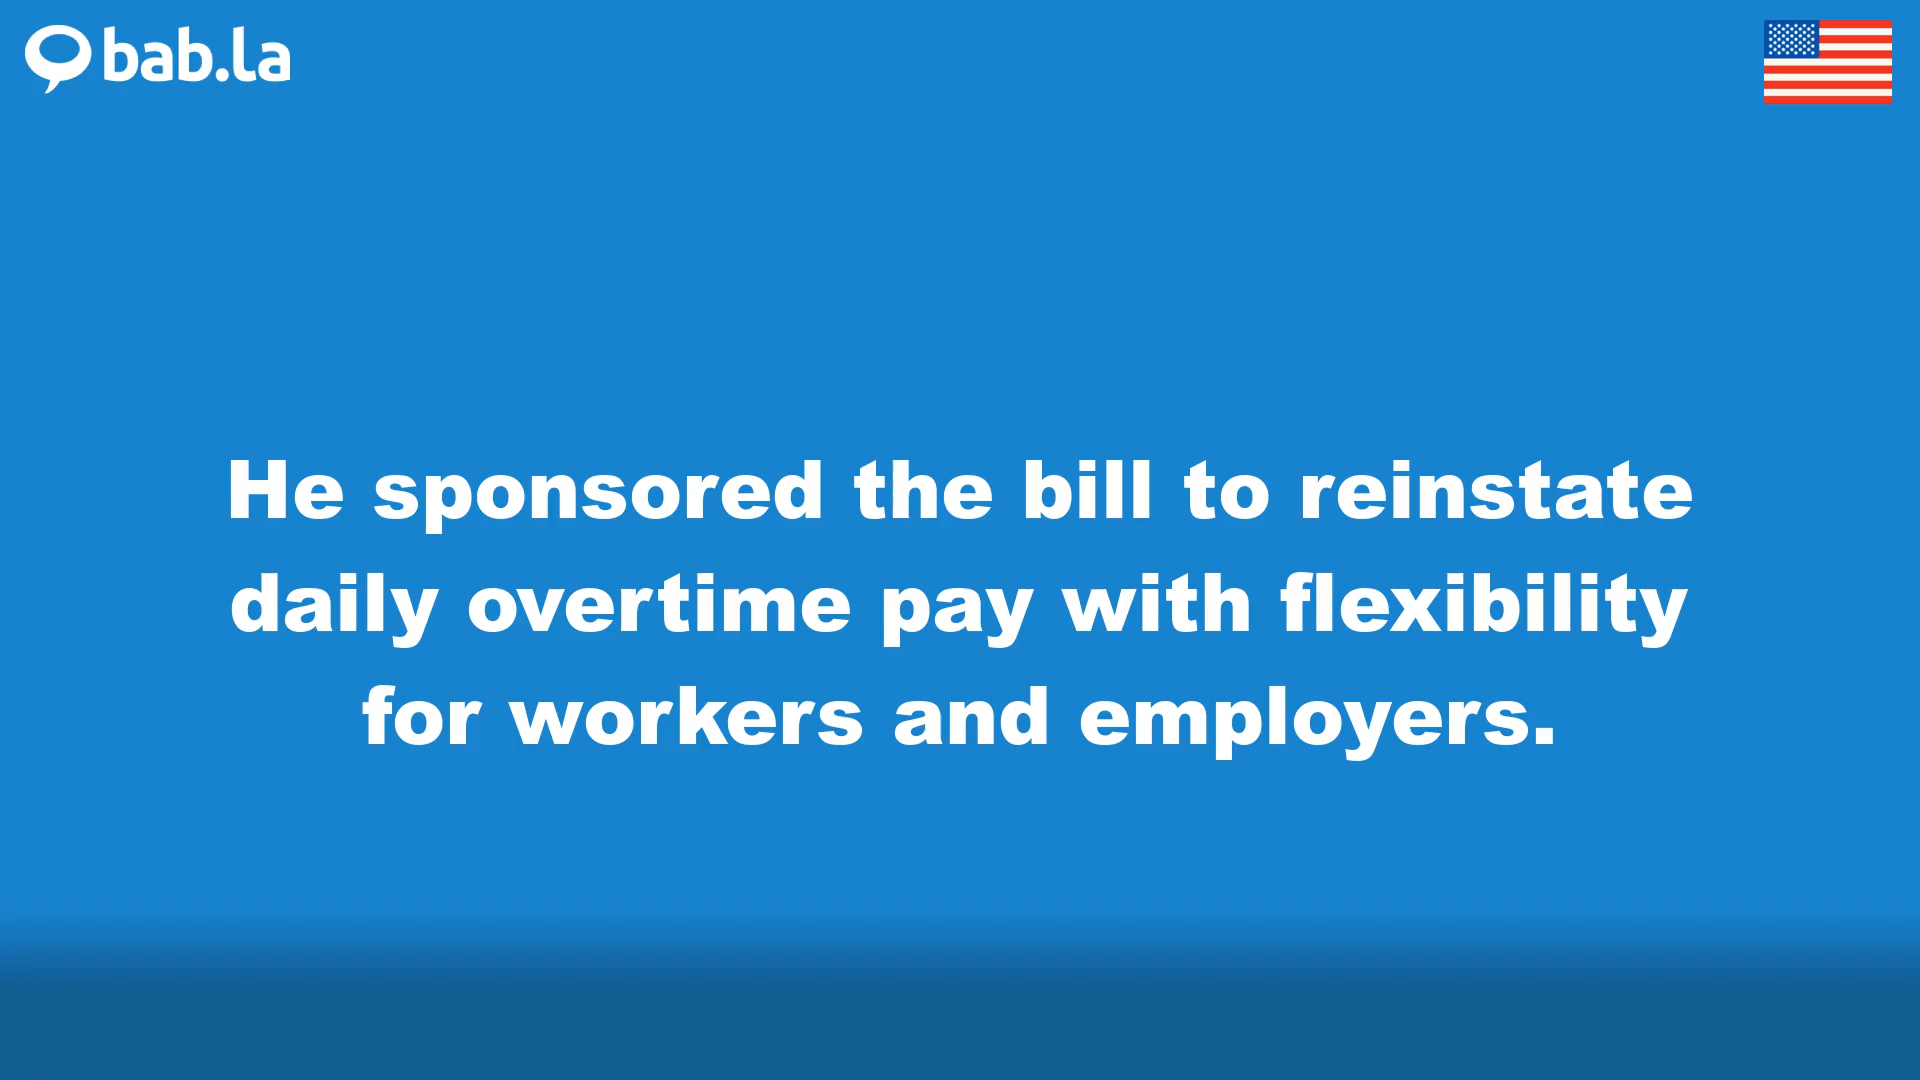 bab.la
He sponsored the bill to reinstate
daily overtime pay with flexibility
for workers and employers.